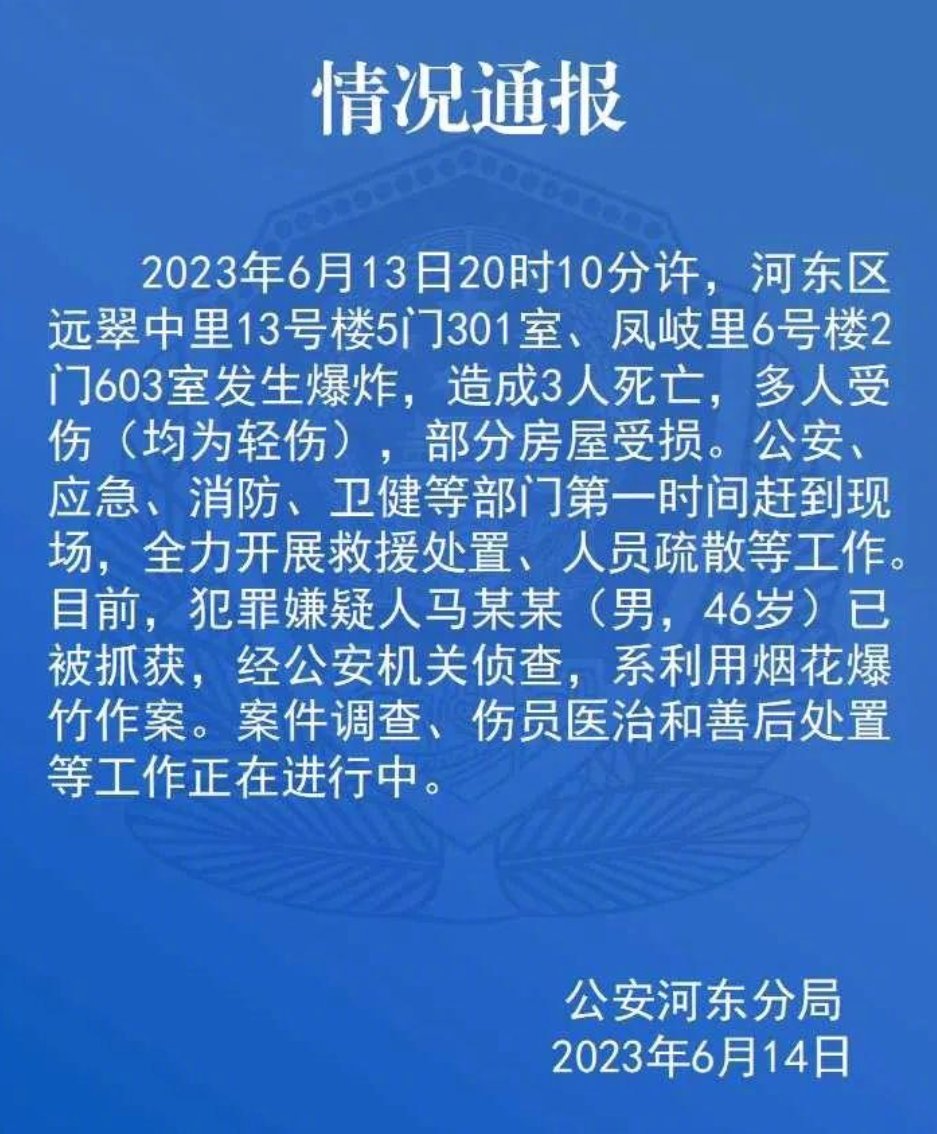 情况通报
2023年6月13日20时10分许，河东区
远翠中里13号楼5门301室、凤岐里6号楼2
门603室发生爆炸，造成3人死亡，多人受
伤（均为轻伤），部分房屋受损。公安、
应急、消防、卫健等部门第一时间赶到现
场，全力开展救援处置、人员疏散等工作。
目前，犯罪嫌疑人马某某（男，46岁）已
被抓获，经公安机关侦查，系利用烟花爆
竹作案。案件调查、伤员医治和善后处置
等工作正在进行中。
公安河东分局
2023年6月14日